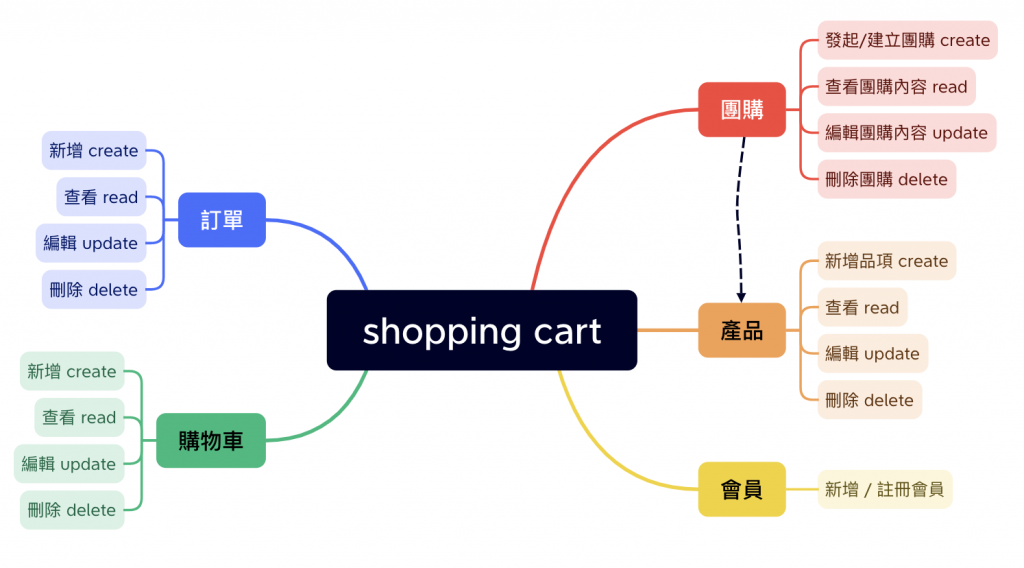 shopping cart
團購
發起/建立團購 create
查看團購內容 read
編輯團購內容 update
刪除團購 delete
產品
新增品項 create
查看 read
編輯 update
刪除 delete
會員
新增 / 註冊會員
訂單
新增 create
查看 read
編輯 update
刪除 delete
購物車
新增 create
查看 read
編輯 update
刪除 delete